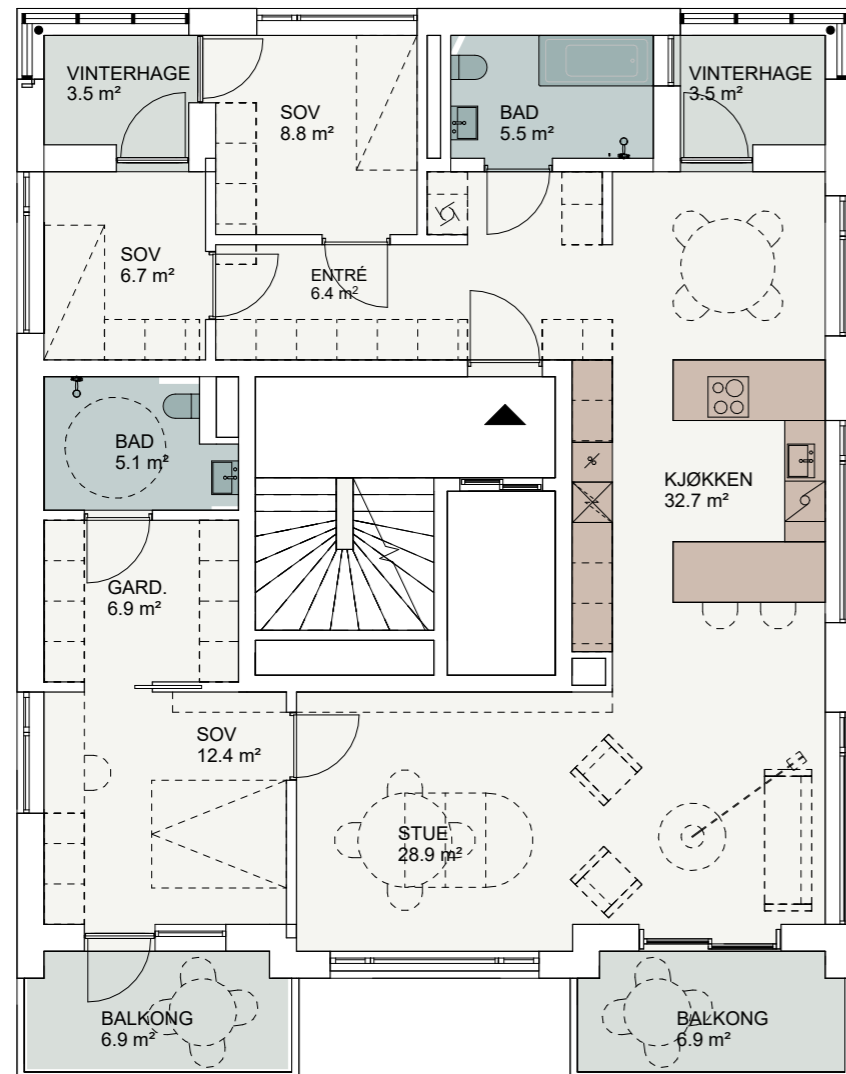 VINTERHAGE
3.5 m²
SOV
8.8 m²
BAD
5.5 m²
VINTERHAGE
3.5 m²
SOV
6.7 m²
ENTRÉ
6.4 m²
BAD
5.1 m²
KJØKKEN
32.7 m²
GARD.
6.9 m²
SOV
12.4 m²
STUE
28.9 m²
BALKONG
6.9 m²
BALKONG
6.9 m²